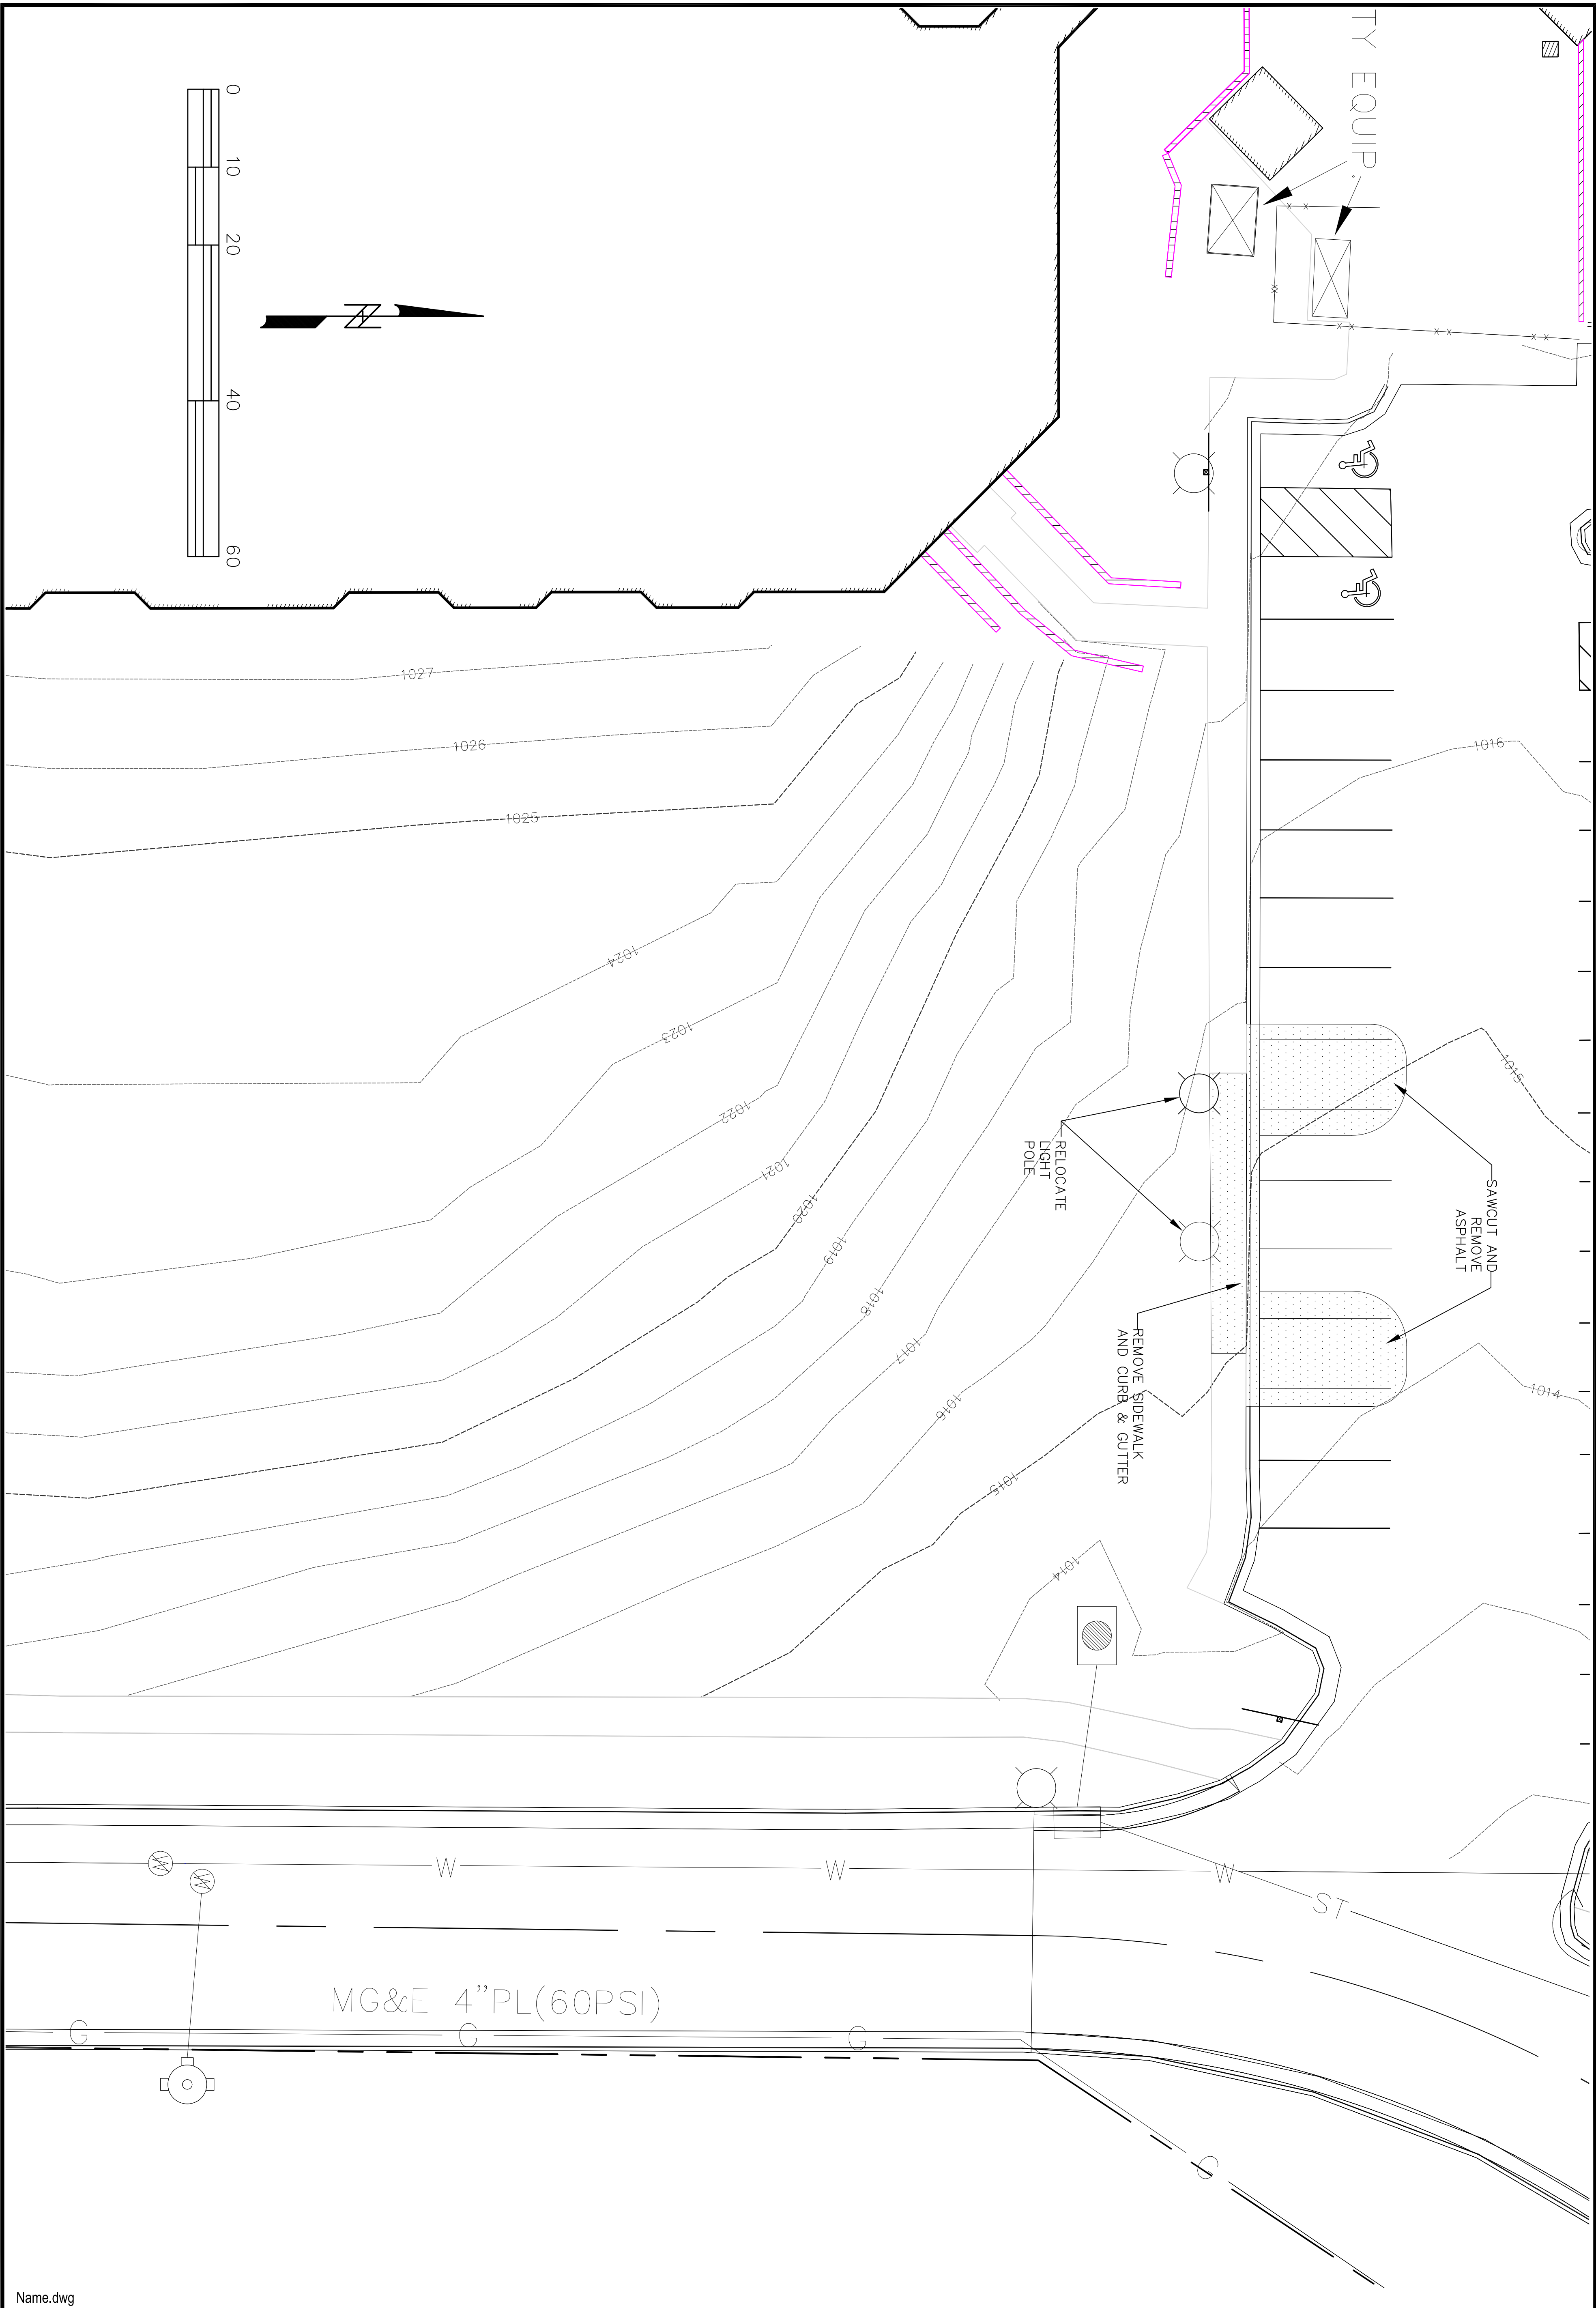 TY EQUIP.
0
10
20
40
60
N
1027
1026
1025
1024
1023
1022
1021
1020
1019
1018
1017
1016
1015
1014
1016
1015
1014
RELOCATE
LIGHT
POLE
SAWCUT AND
REMOVE
ASPHALT
REMOVE SIDEWALK
AND CURB & GUTTER
W
W
W W W
ST
MG&E 4"PL(60PSI)
G G G
G
Name.dwg